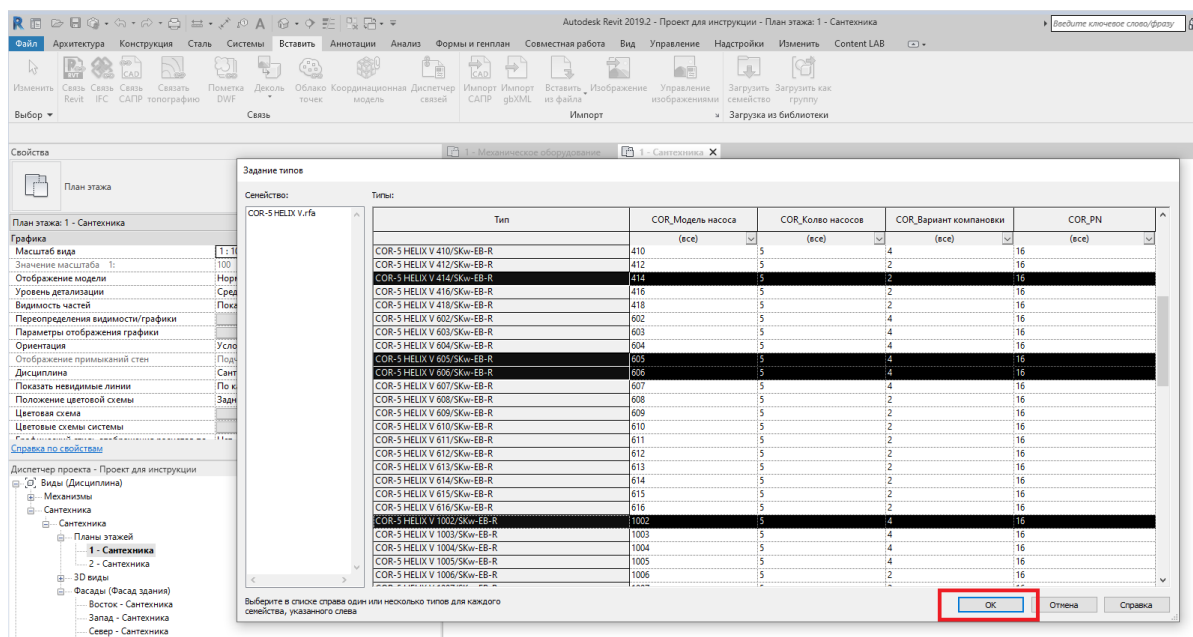 Autodesk Revit 2019.2 - Проект для инструкции - План этажа: 1 - Сантехника
Введите ключевое слово/фразу
Файл Архитектура Конструкция Сталь Системы Вставить Аннотации Анализ Формы и генплан Совместная работа Вид Управление Надстройки Изменить Content LAB
Изменить Связь Revit Связь IFC Связь САПР Связать топографию Пометка DWF Деколь Облако точек Координационная модель Диспетчер связей Импорт САПР Импорт gbXML Вставить из файла Изображение Управление изображениями Загрузить семейство Загрузить как группу
Выбор Связь Импорт Загрузка из библиотеки
Свойства
1 - Механическое оборудование 1 - Сантехника
План этажа
План этажа: 1 - Сантехника
Графика
Масштаб вида
Значение масштаба 1: 100
Отображение модели
Уровень детализации
Видимость частей
Переопределения видимости/графики
Параметры отображения графики
Ориентация
Отображение примыканий стен
Дисциплина
Показать невидимые линии
Положение цветовой схемы
Цветовая схема
Цветовые схемы системы
Справка по свойствам
Диспетчер проекта - Проект для инструкции
Виды (Дисциплина)
Механизмы
Сантехника
Сантехника
Планы этажей
1 - Сантехника
2 - Сантехника
3D виды
Фасады (Фасад здания)
Восток - Сантехника
Запад - Сантехника
Север - Сантехника
Задание типов
Семейство: Типы:
COR-5 HELIX V.rfa
Тип COR_Модель насоса COR_Колво насосов COR_Вариант компановки COR_PN
(все) (все) (все) (все)
COR-5 HELIX V 410/SKw-EB-R 410 5 4 16
COR-5 HELIX V 412/SKw-EB-R 412 5 2 16
COR-5 HELIX V 414/SKw-EB-R 414 5 2 16
COR-5 HELIX V 416/SKw-EB-R 416 5 2 16
COR-5 HELIX V 418/SKw-EB-R 418 5 2 16
COR-5 HELIX V 602/SKw-EB-R 602 5 4 16
COR-5 HELIX V 603/SKw-EB-R 603 5 4 16
COR-5 HELIX V 604/SKw-EB-R 604 5 4 16
COR-5 HELIX V 605/SKw-EB-R 605 5 4 16
COR-5 HELIX V 606/SKw-EB-R 606 5 4 16
COR-5 HELIX V 607/SKw-EB-R 607 5 4 16
COR-5 HELIX V 608/SKw-EB-R 608 5 2 16
COR-5 HELIX V 609/SKw-EB-R 609 5 2 16
COR-5 HELIX V 610/SKw-EB-R 610 5 2 16
COR-5 HELIX V 611/SKw-EB-R 611 5 2 16
COR-5 HELIX V 612/SKw-EB-R 612 5 2 16
COR-5 HELIX V 613/SKw-EB-R 613 5 2 16
COR-5 HELIX V 614/SKw-EB-R 614 5 2 16
COR-5 HELIX V 615/SKw-EB-R 615 5 2 16
COR-5 HELIX V 616/SKw-EB-R 616 5 2 16
COR-5 HELIX V 1002/SKw-EB-R 1002 5 4 16
COR-5 HELIX V 1003/SKw-EB-R 1003 5 4 16
COR-5 HELIX V 1004/SKw-EB-R 1004 5 4 16
COR-5 HELIX V 1005/SKw-EB-R 1005 5 4 16
COR-5 HELIX V 1006/SKw-EB-R 1006 5 2 16
Выберите в списке справа один или несколько типов для каждого
семейства, указанного слева
OK Отмена Справка